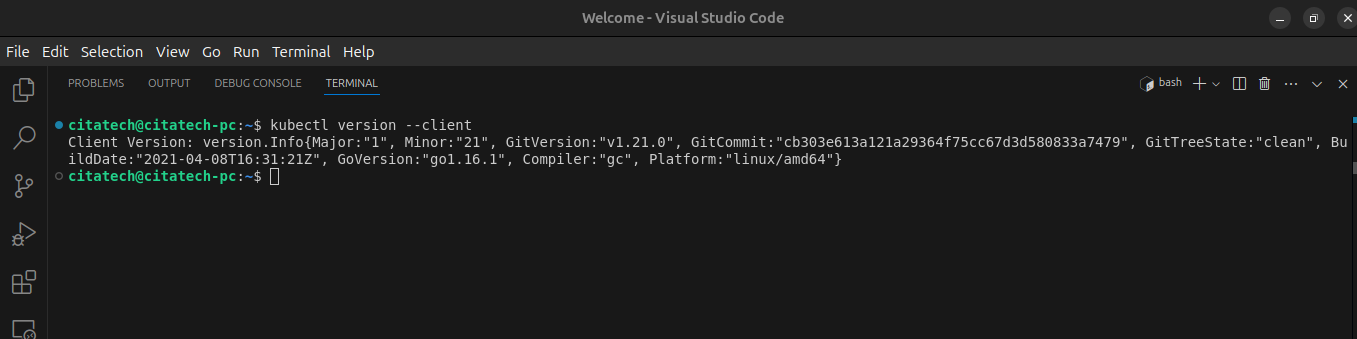 Welcome - Visual Studio Code
File Edit Selection View Go Run Terminal Help
PROBLEMS OUTPUT DEBUG CONSOLE TERMINAL bash
citatech@citatech-pc:~$ kubectl version --client
Client Version: version.Info{Major:"1", Minor:"21", GitVersion:"v1.21.0", GitCommit:"cb303e613a121a29364f75cc67d3d580833a7479", GitTreeState:"clean", Bu
ildDate:"2021-04-08T16:31:21Z", GoVersion:"go1.16.1", Compiler:"gc", Platform:"linux/amd64"}
citatech@citatech-pc:~$